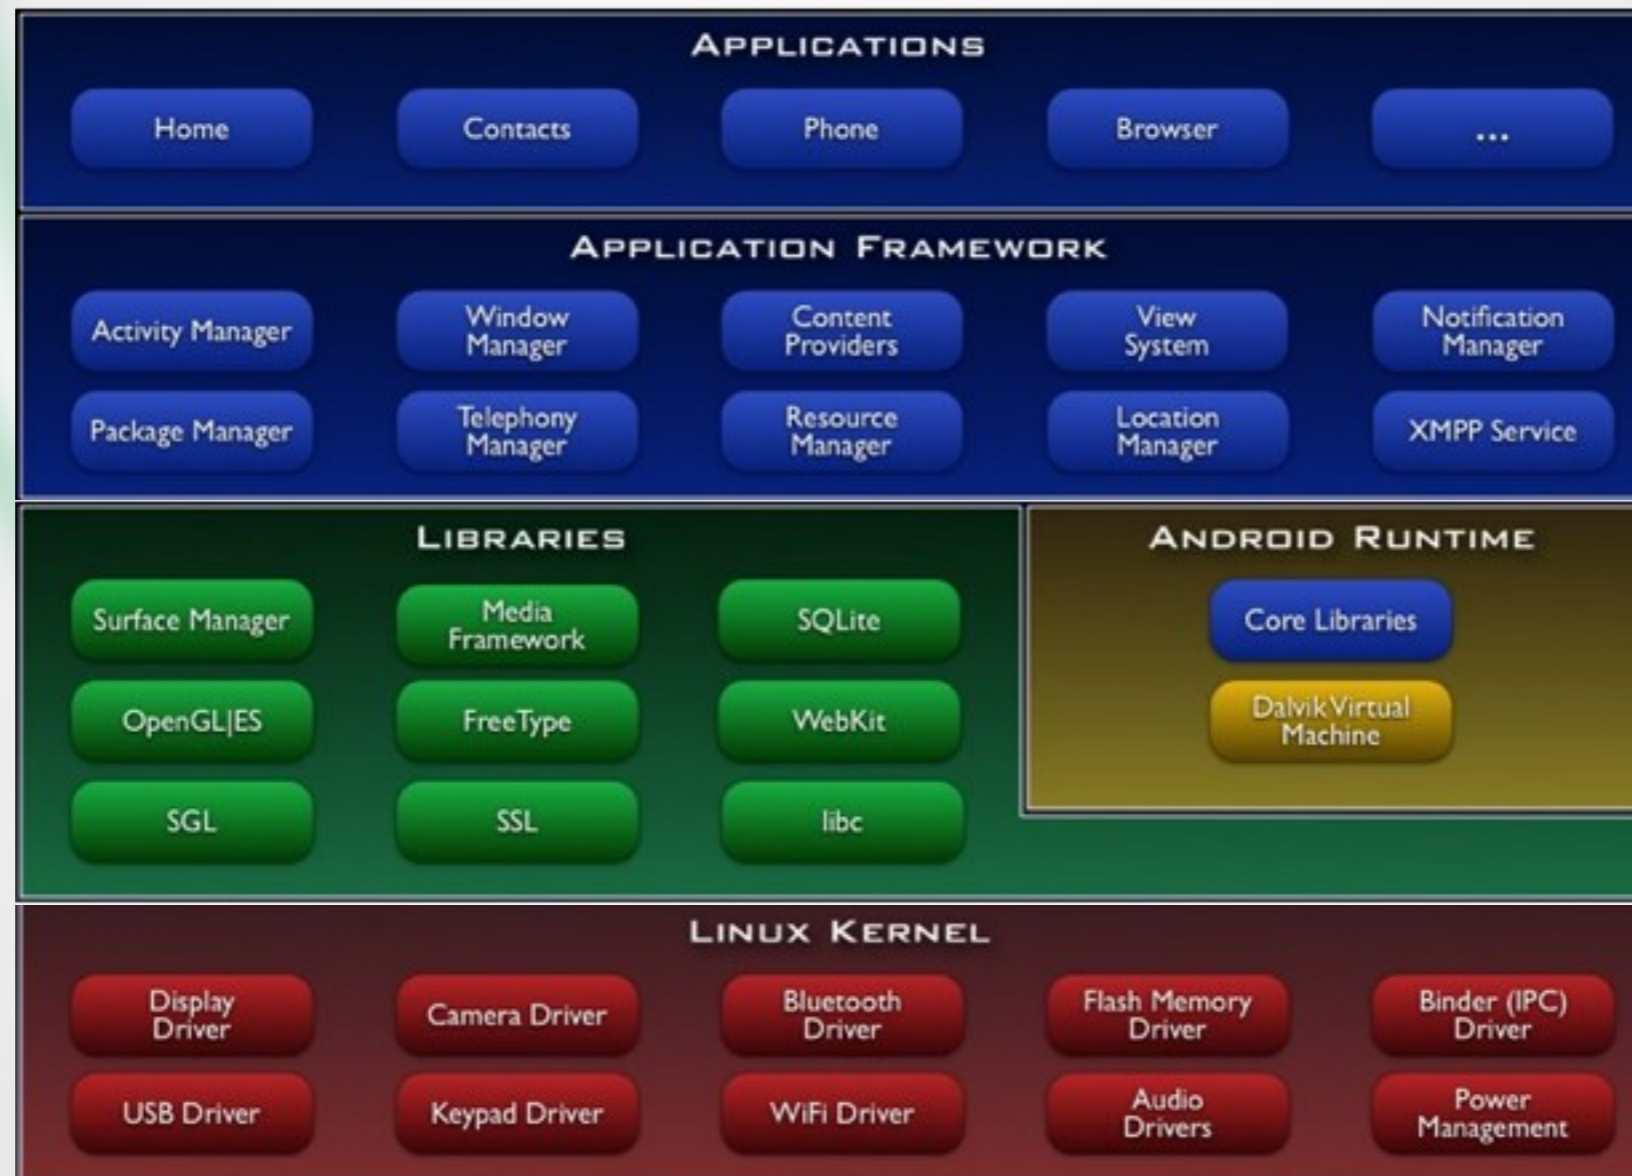 APPLICATIONS
Home
Contacts
Phone
Browser
...
APPLICATION FRAMEWORK
Activity Manager
Window
Manager
Content
Providers
View
System
Notification
Manager
Package Manager
Telephony
Manager
Resource
Manager
Location
Manager
XMPP Service
LIBRARIES
Surface Manager
Media
Framework
SQLite
OpenGL|ES
FreeType
WebKit
SGL
SSL
libc
ANDROID RUNTIME
Core Libraries
Dalvik Virtual
Machine
LINUX KERNEL
Display
Driver
Camera Driver
Bluetooth
Driver
Flash Memory
Driver
Binder (IPC)
Driver
USB Driver
Keypad Driver
WiFi Driver
Audio
Drivers
Power
Management